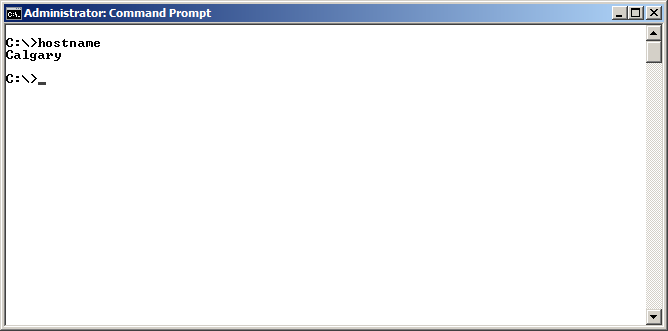 Administrator: Command Prompt
C:\>hostname
Calgary
C:\>